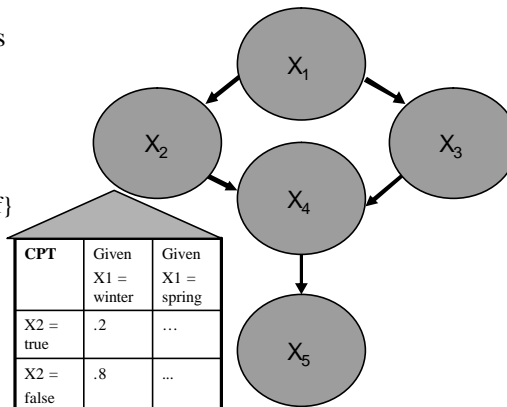 s
X1
X2
X3
X4
f}
CPT
Given
X1 =
winter
Given
X1 =
spring
X2 =
true
.2
…
X2 =
false
.8
...
X5